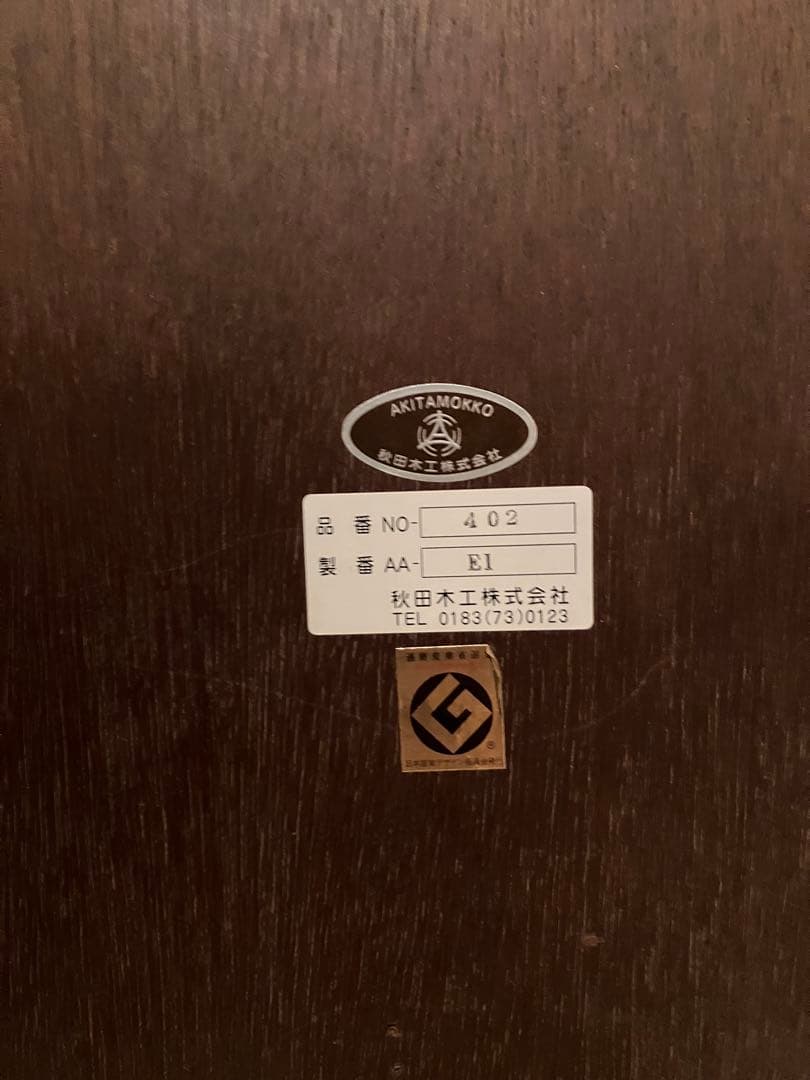 AKITAMOKKO
秋田木工株式会社
品 番 NO- 402
製 番 AA- E1
秋田木工株式会社
TEL 0183(73)0123
G
®